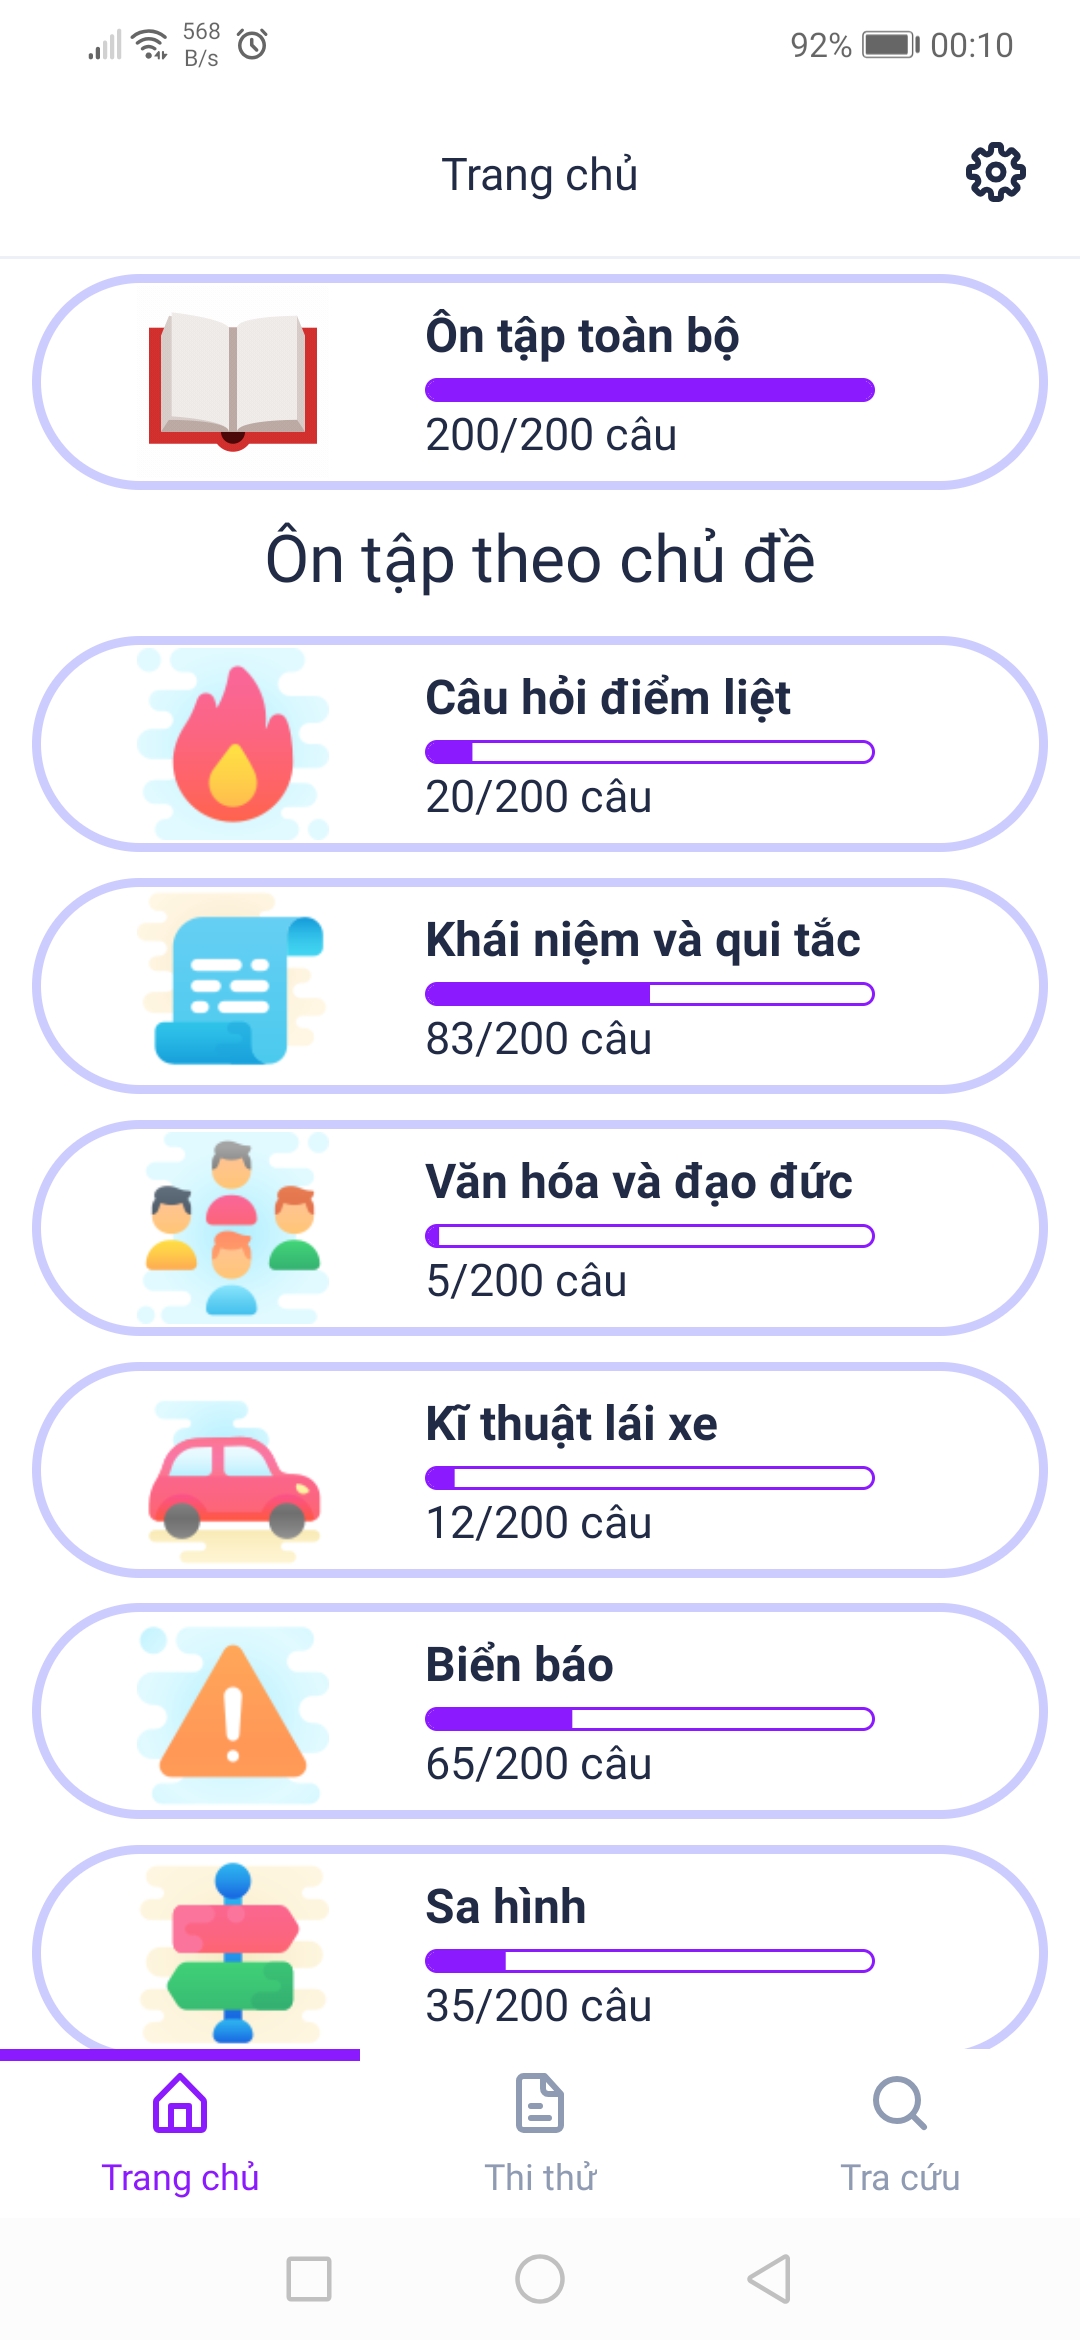 568
B/s
92%
00:10
Trang chủ
Ôn tập toàn bộ
200/200 câu
Ôn tập theo chủ đề
Câu hỏi điểm liệt
20/200 câu
Khái niệm và qui tắc
83/200 câu
Văn hóa và đạo đức
5/200 câu
Kĩ thuật lái xe
12/200 câu
Biển báo
65/200 câu
Sa hình
35/200 câu
Trang chủ
Thi thử
Tra cứu